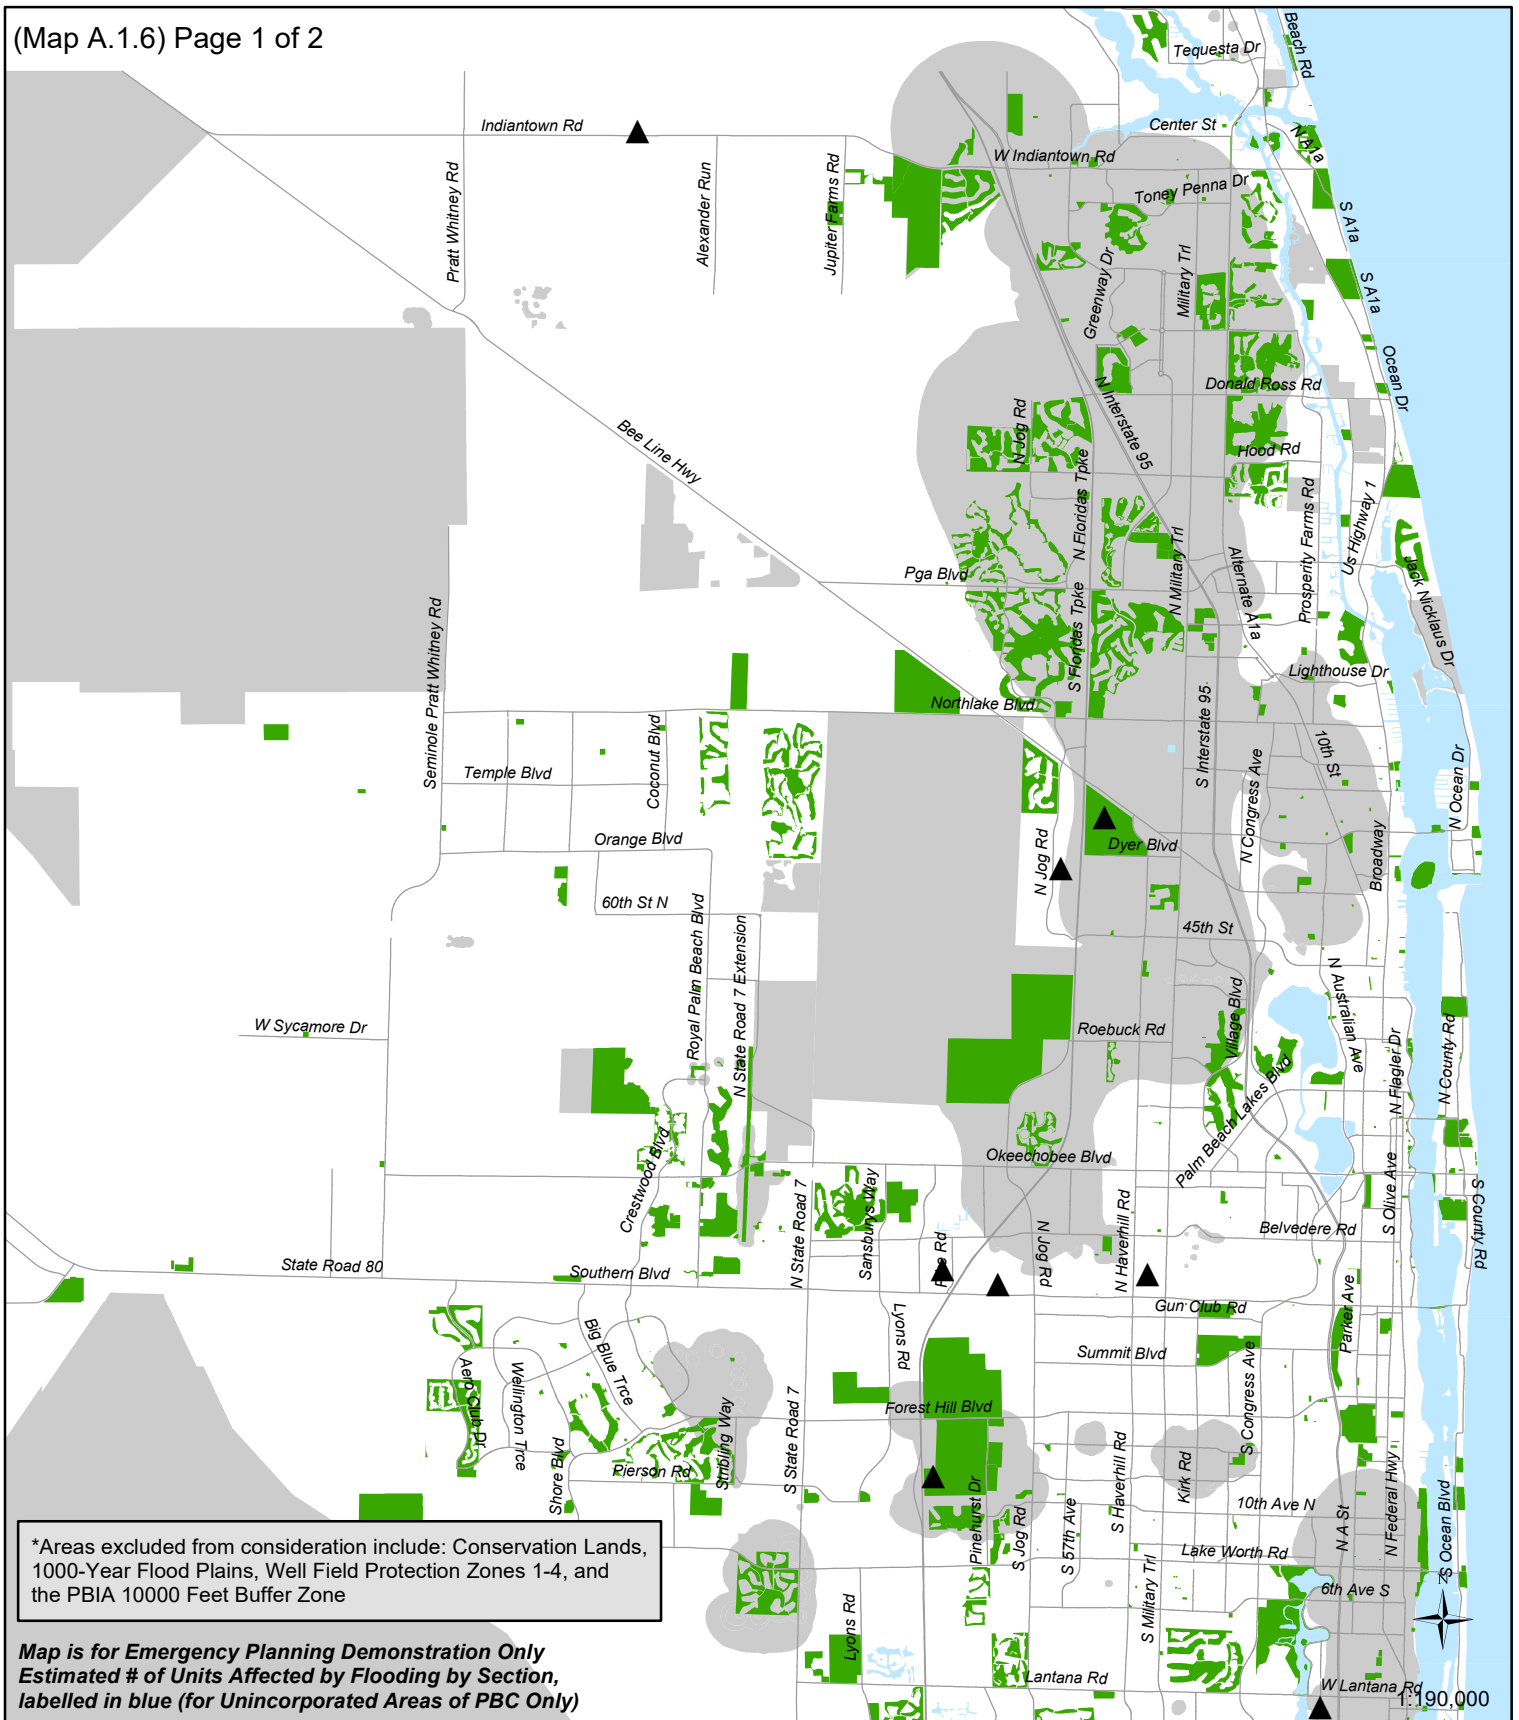 (Map A.1.6) Page 1 of 2
Tequesta Dr
Beach Rd
Indiantown Rd
Center St
N A1a
W Indiantown Rd
Pratt Whitney Rd
Alexander Run
Jupiter Farms Rd
Toney Penna Dr
S A1a
Greenway Dr
Military Trl
S A1a
Ocean Dr
Donald Ross Rd
N Interstate 95
N Jog Rd
Bee Line Hwy
Hood Rd
N Floridas Tpke
Prosperity Farms Rd
Us Highway 1
N Military Trl
Alternate A1a
Jack Nicklaus Dr
Pga Blvd
S Floridas Tpke
Seminole Pratt Whitney Rd
Lighthouse Dr
Northlake Blvd
S Interstate 95
10th St
Coconut Blvd
Temple Blvd
N Congress Ave
N Ocean Dr
Orange Blvd
Dyer Blvd
N Jog Rd
Broadway
60th St N
Royal Palm Beach Blvd
N State Road 7 Extension
45th St
N Australian Ave
Village Blvd
W Sycamore Dr
Roebuck Rd
N Flagler Dr
N County Rd
Palm Beach Lakes Blvd
Okeechobee Blvd
Crestwood Blvd
N State Road 7
Sansburys Way
S Olive Ave
S County Rd
Belvedere Rd
N Haverhill Rd
N Jog Rd
State Road 80
Southern Blvd
Gun Club Rd
Parker Ave
Lyons Rd
Big Blue Trce
Summit Blvd
S Congress Ave
Aero Club Dr
Wellington Trce
Forest Hill Blvd
Stribling Way
S State Road 7
Shore Blvd
Pierson Rd
Pinehurst Dr
S Jog Rd
S 57th Ave
S Haverhill Rd
Kirk Rd
10th Ave N
N A St
N Federal Hwy
S Ocean Blvd
Lake Worth Rd
6th Ave S
S Military Trl
N
Lyons Rd
Lantana Rd
W Lantana Rd
1:190,000
*Areas excluded from consideration include: Conservation Lands,
1000-Year Flood Plains, Well Field Protection Zones 1-4, and
the PBIA 10000 Feet Buffer Zone
Map is for Emergency Planning Demonstration Only
Estimated # of Units Affected by Flooding by Section,
labelled in blue (for Unincorporated Areas of PBC Only)